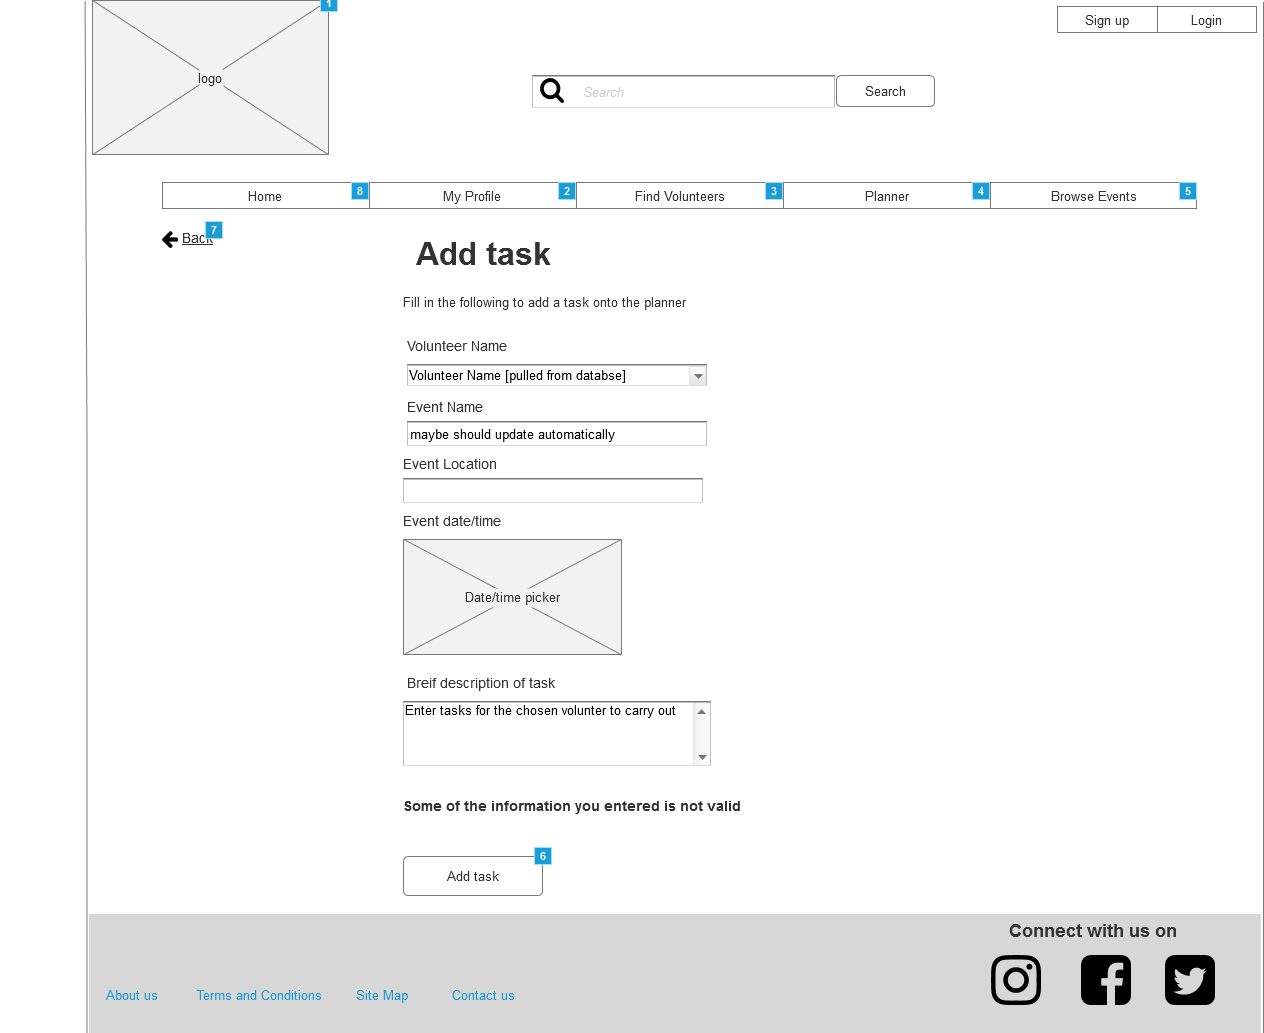 1
Sign up Login
logo
Search Search
Home 8 My Profile 2 Find Volunteers 3 Planner 4 Browse Events 5
Back 7
Add task
Fill in the following to add a task onto the planner
Volunteer Name
Volunteer Name [pulled from databse]
Event Name
maybe should update automatically
Event Location
Event date/time
Date/time picker
Breif description of task
Enter tasks for the chosen volunter to carry out
Some of the information you entered is not valid
6
Add task
Connect with us on
About us Terms and Conditions Site Map Contact us